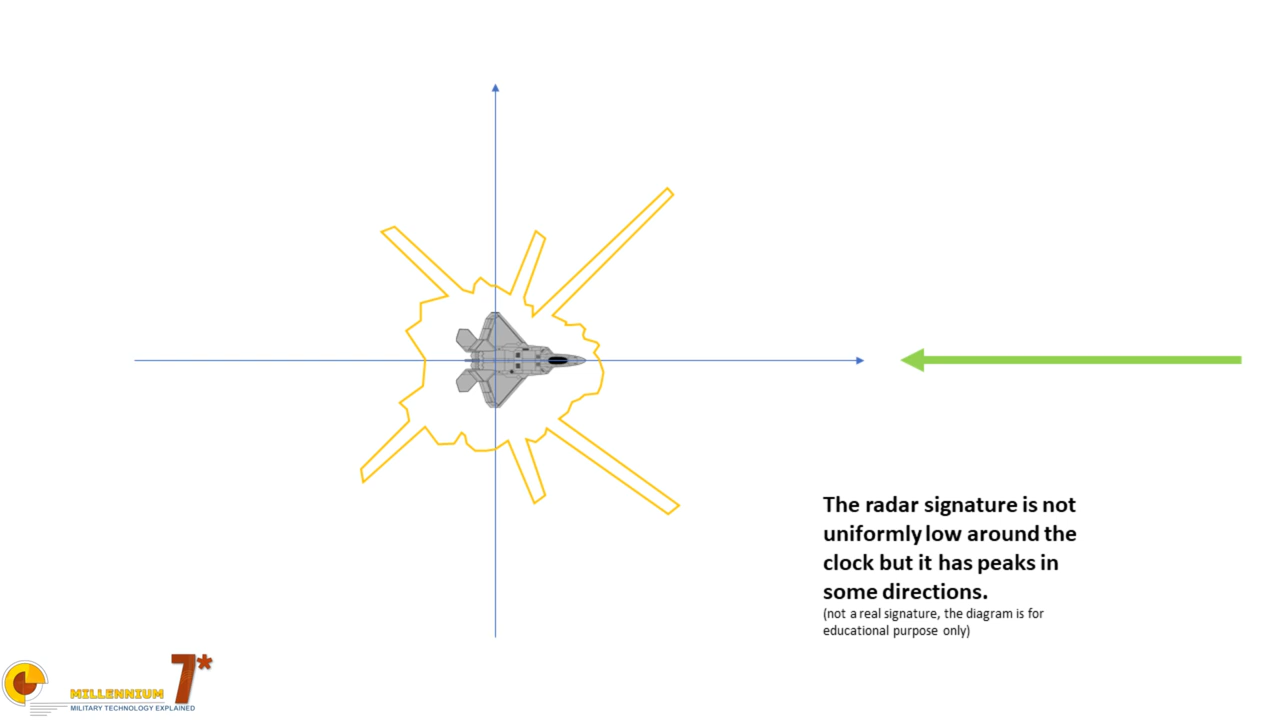 The radar signature is not
uniformly low around the
clock but it has peaks in
some directions.
(not a real signature, the diagram is for
educational purpose only)
MILLENNIUM 7*
MILITARY TECHNOLOGY EXPLAINED